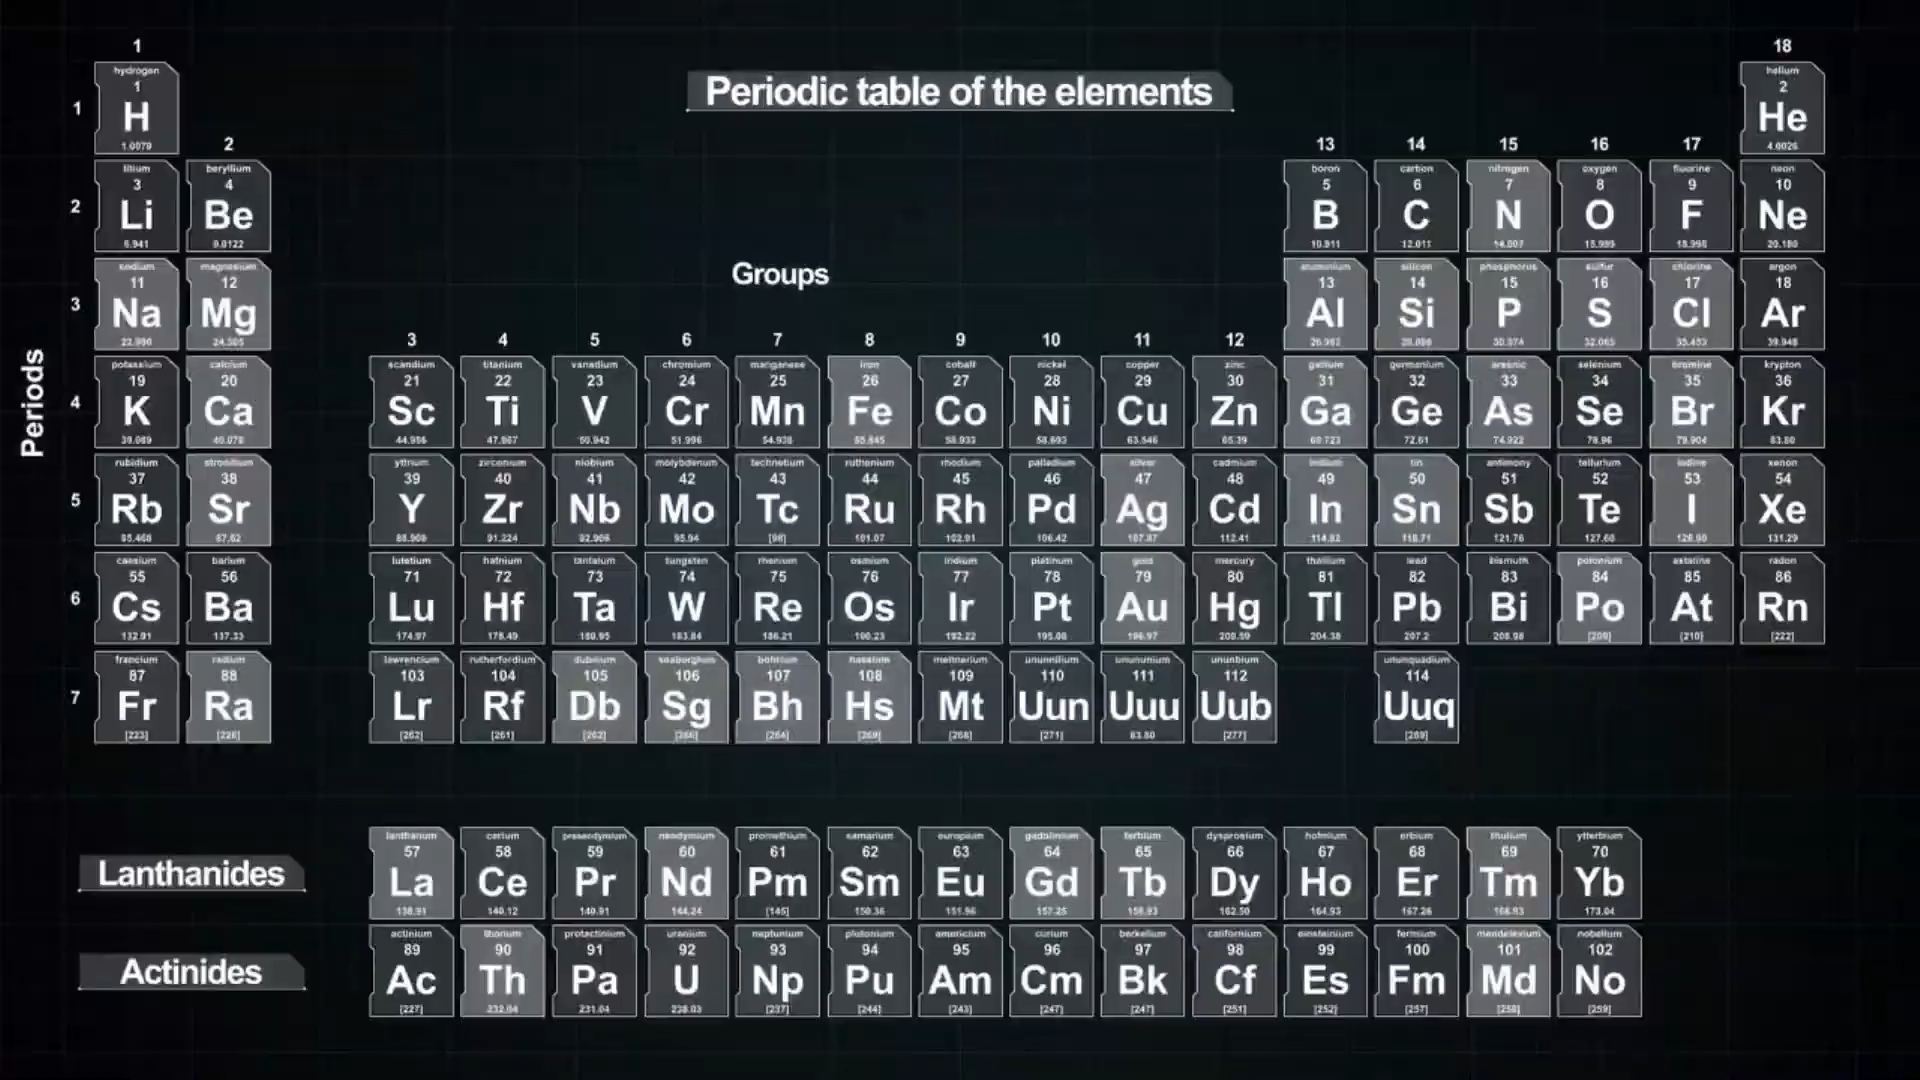 1 18
hydrogen helium
1 2
1 H Periodic table of the elements He
1.0079 4.0026
2 13 14 15 16 17
litium beryllium boron carbon nitrogen oxygen fluorine neon
3 4 5 6 7 8 9 10
2 Li Be B C N O F Ne
6.941 9.0122 10.811 12.011 14.007 15.999 18.998 20.180
Groups
sodium magnesium aluminium silicon phosphorus sulfur chlorine argon
11 12 13 14 15 16 17 18
3 Na Mg Al Si P S Cl Ar
22.990 24.305 26.982 28.086 30.974 32.065 35.453 39.948
3 4 5 6 7 8 9 10 11 12
Periods
potassium calcium scandium titanium vanadium chromium manganese iron cobalt nickel copper zinc gallium germanium arsenic selenium bromine krypton
19 20 21 22 23 24 25 26 27 28 29 30 31 32 33 34 35 36
4 K Ca Sc Ti V Cr Mn Fe Co Ni Cu Zn Ga Ge As Se Br Kr
39.089 40.078 44.956 47.867 50.942 51.996 54.938 55.845 58.933 58.693 63.546 65.39 69.723 72.61 74.922 78.96 79.904 83.80
rubidium strontium yttrium zirconium niobium molybdenum technetium ruthenium rhodium palladium silver cadmium indium tin antimony tellurium iodine xenon
37 38 39 40 41 42 43 44 45 46 47 48 49 50 51 52 53 54
5 Rb Sr Y Zr Nb Mo Tc Ru Rh Pd Ag Cd In Sn Sb Te I Xe
85.468 87.62 88.906 91.224 92.906 95.94 [98] 101.07 102.91 106.42 107.87 112.41 114.82 118.71 121.76 127.60 126.90 131.29
caesium barium lutetium hafnium tantalum tungsten rhenium osmium iridium platinum gold mercury thallium lead bismuth polonium astatine radon
55 56 71 72 73 74 75 76 77 78 79 80 81 82 83 84 85 86
6 Cs Ba Lu Hf Ta W Re Os Ir Pt Au Hg Tl Pb Bi Po At Rn
132.91 137.33 174.97 178.49 180.95 183.84 186.21 190.23 192.22 195.08 196.97 200.59 204.38 207.2 208.98 [209] [210] [222]
francium radium lawrencium rutherfordium dubnium seaborghum bohrium hassium meitnerium ununnilium unununium ununbium ununquadium
87 88 103 104 105 106 107 108 109 110 111 112 114
7 Fr Ra Lr Rf Db Sg Bh Hs Mt Uun Uuu Uub Uuq
[223] [226] [262] [261] [262] [266] [264] [269] [268] [271] 83.80 [277] [289]
lanthanum cerium praseodymium neodymium promethium samarium europium gadolinium terbium dysprosium holmium erbium thulium ytterbium
57 58 59 60 61 62 63 64 65 66 67 68 69 70
Lanthanides La Ce Pr Nd Pm Sm Eu Gd Tb Dy Ho Er Tm Yb
138.91 140.12 140.91 144.24 [145] 150.36 151.96 157.25 158.93 162.50 164.93 167.26 168.93 173.04
actinium thorium protactinium uranium neptunium plutonium americium curium berkelium californium einsteinium fermium mendelevium nobelium
89 90 91 92 93 94 95 96 97 98 99 100 101 102
Actinides Ac Th Pa U Np Pu Am Cm Bk Cf Es Fm Md No
[227] 232.04 231.04 238.03 [237] [244] [243] [247] [247] [251] [252] [257] [258] [259]